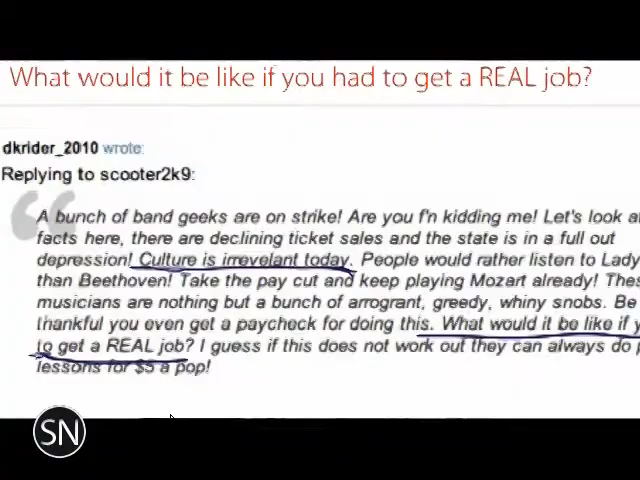 What would it be like if you had to get a REAL job?
dkrider_2010 wrote:
Replying to scooter2k9:
A bunch of band geeks are on strike! Are you f'n kidding me! Let's look a
facts here, there are declining ticket sales and the state is in a full out
depression! Culture is irrevelant today. People would rather listen to Lady
than Beethoven! Take the pay cut and keep playing Mozart already! Thes
musicians are nothing but a bunch of arrogrant, greedy, whiny snobs. Be
thankful you even get a paycheck for doing this. What would it be like if y
to get a REAL job? I guess if this does not work out they can always do p
lessons for $5 a pop!
SN